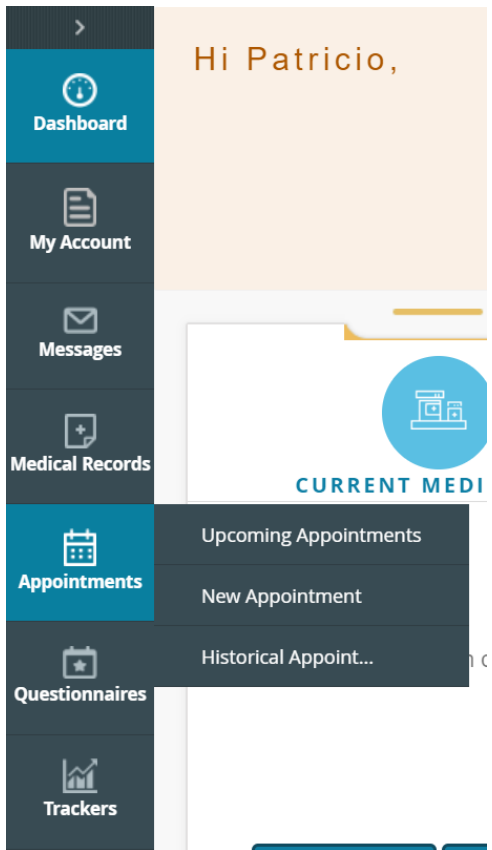 Hi Patricio,
Dashboard
My Account
Messages
Medical Records
CURRENT MEDI
Appointments
Upcoming Appointments
New Appointment
Historical Appoint...
Questionnaires
Trackers